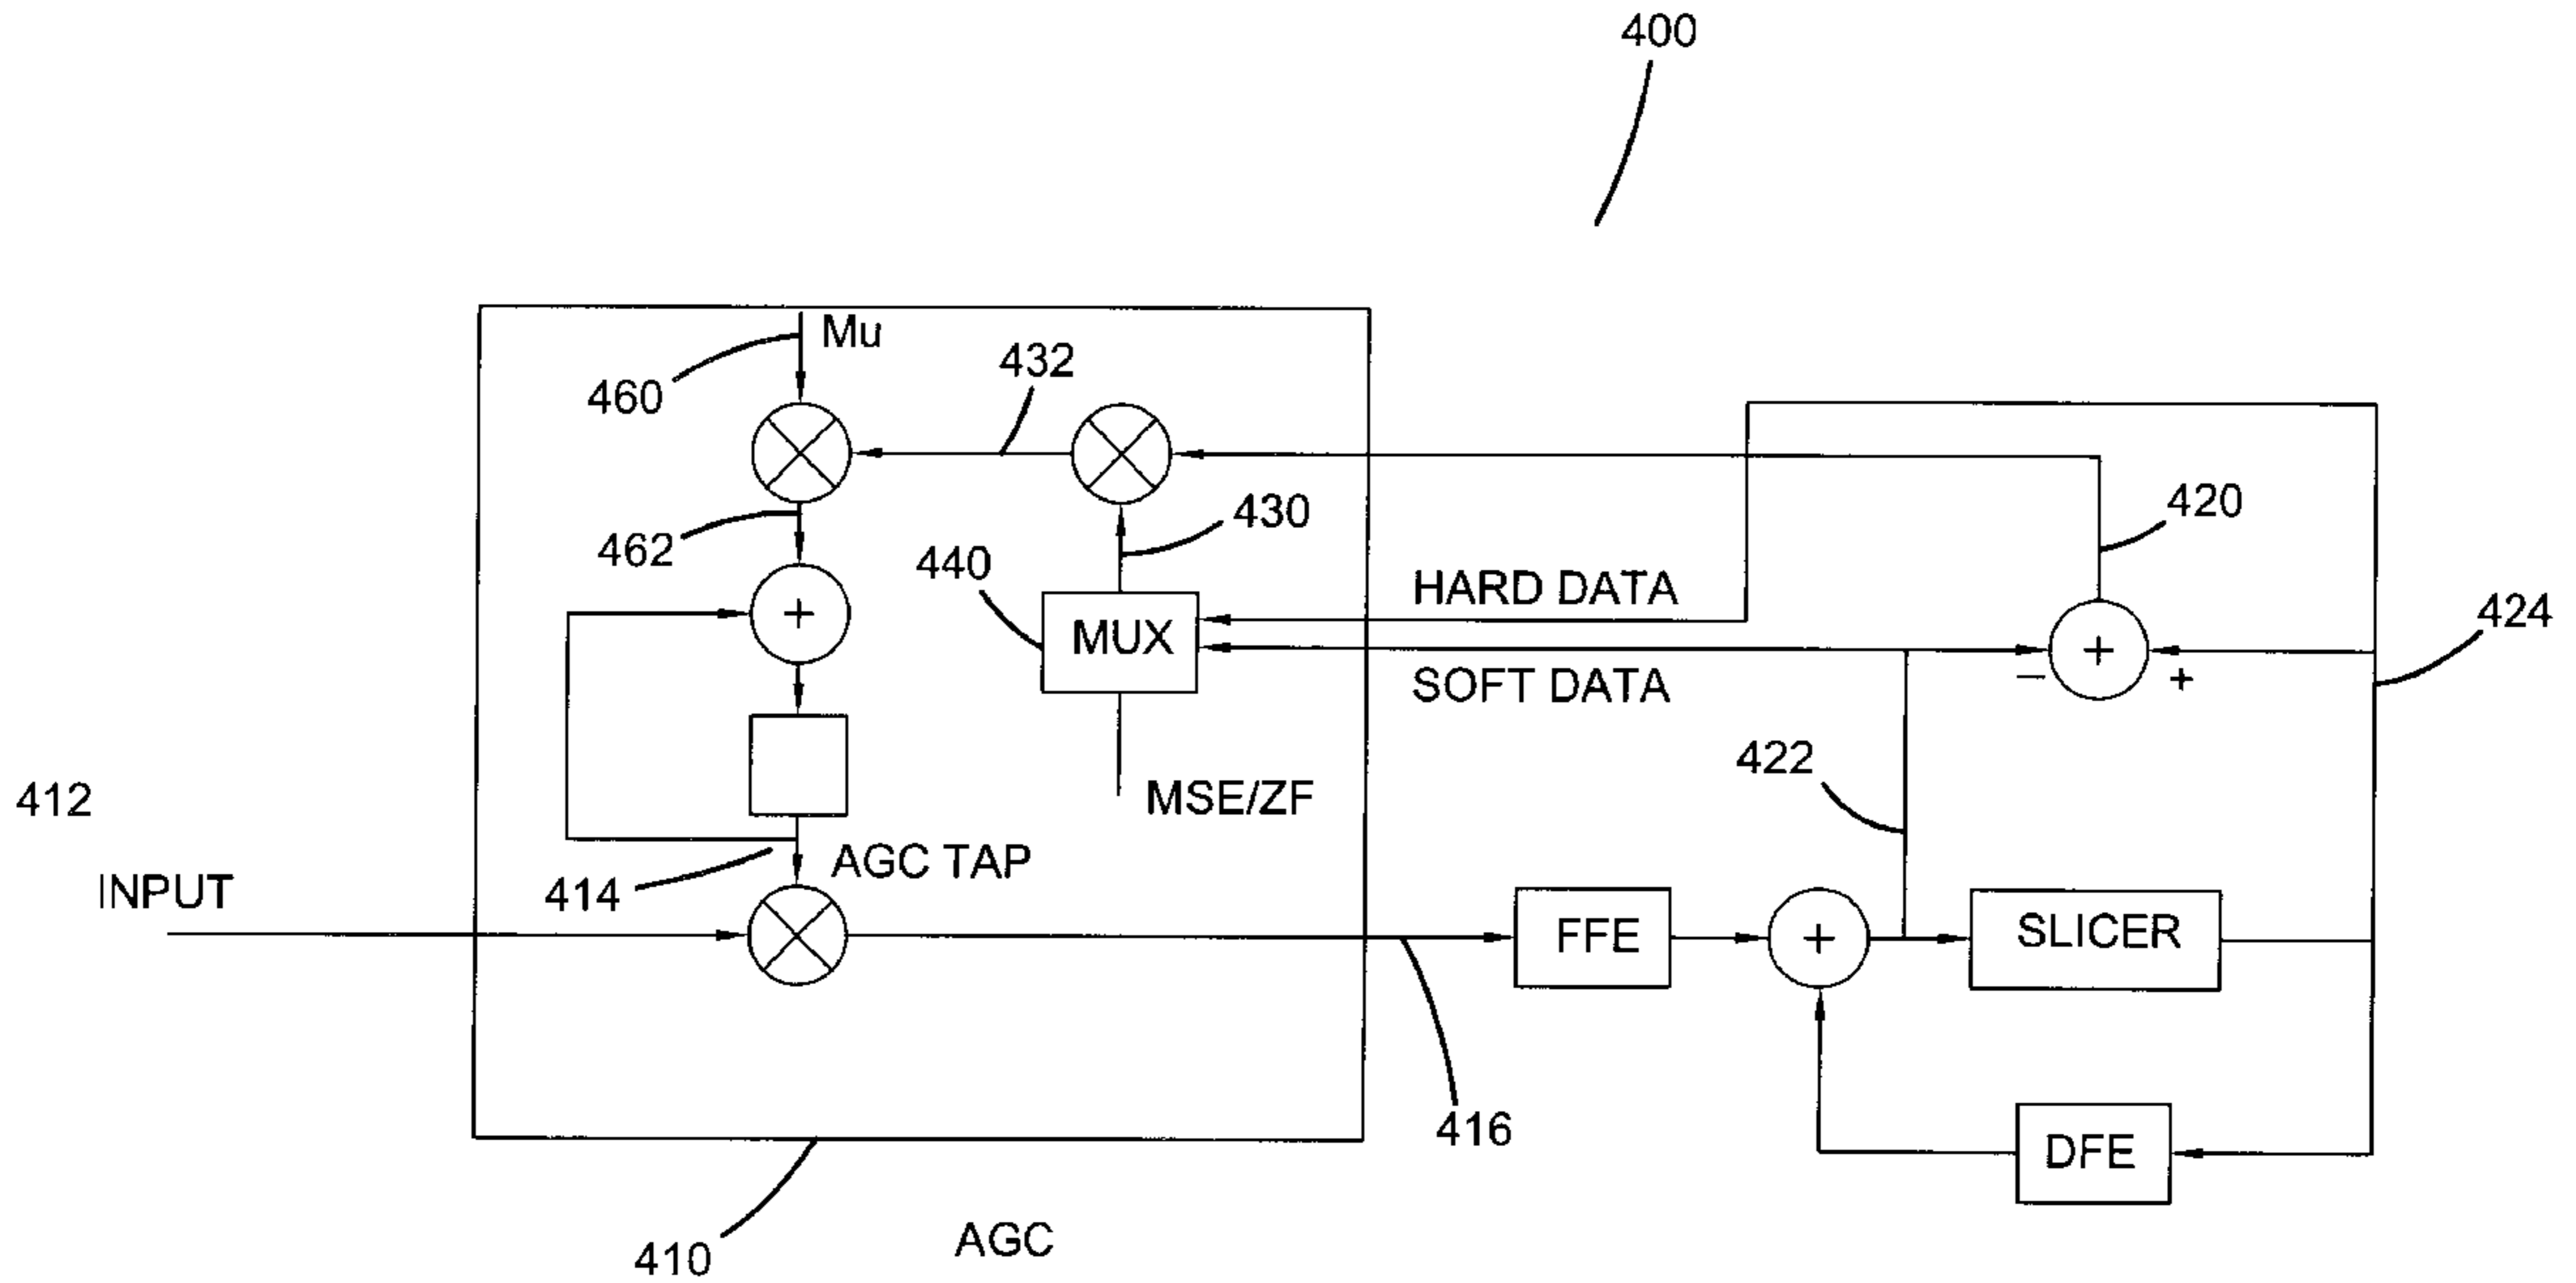 400
Mu
432
460
420
430
462
440
HARD DATA
424
MUX
SOFT DATA
422
412
MSE/ZF
AGC TAP
INPUT
414
FFE
SLICER
416
DFE
AGC
410
+
+
+
+
−